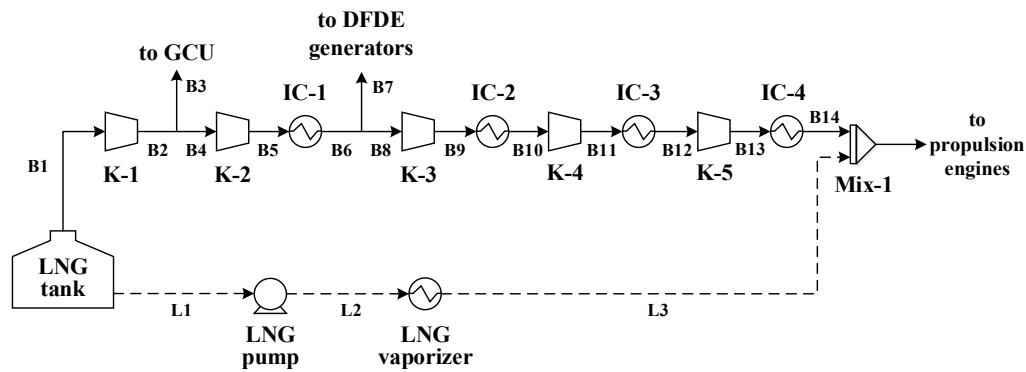 to DFDE
generators
to GCU
B3
B7
IC-1
IC-2
IC-3
IC-4
B14
to
propulsion
engines
B1
B2
B4
B5
B6
B8
B9
B10
B11
B12
B13
K-1
K-2
K-3
K-4
K-5
Mix-1
LNG
tank
L1
L2
L3
LNG
pump
LNG
vaporizer